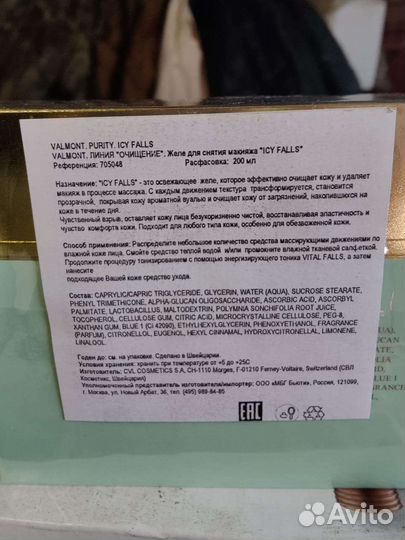 VALMONT. PURITY. ICY FALLS
VALMONT. ЛИНИЯ "ОЧИЩЕНИЕ". Желе для снятия макияжа "ICY FALLS"
Референция: 705048 Расфасовка: 200 мл
Назначение: "ICY FALLS" - это освежающее желе, которое эффективно очищает кожу и удаляет
макияж в процессе массажа. С каждым движением текстура трансформируется, становится
прозрачной, покрывая кожу ароматной вуалью и очищает кожу от загрязнений, накопившихся на
коже в течение дня.
Чувственный взрыв, оставляет кожу лица безукоризненно чистой, восстанавливая эластичность и
чувство комфорта кожи. Подходит для любого типа кожи, особенно для обезвоженной.
Способ применения: Распределите небольшое количество средства массирующими движениями по
влажной коже лица. Смойте средство теплой водой и/или промокните влажной тканевой салфеткой.
Продолжите процедуру тонизированием с помощью энергизирующего тоника VITAL FALLS, а затем
нанесите
подходящее Вашей коже средство ухода.
Состав: CAPRYLIC/CAPRIC TRIGLYCERIDE, GLYCERIN, WATER (AQUA), SUCROSE STEARATE,
PHENYL TRIMETHICONE, ALPHA-GLUCAN OLIGOSACCHARIDE, ASCORBIC ACID, ASCORBYL
PALMITATE, LACTOBACILLUS, MALTODEXTRIN, POLYMNIA SONCHIFOLIA ROOT JUICE,
TOCOPHEROL, CELLULOSE GUM, CITRIC ACID, MICROCRYSTALLINE CELLULOSE, PEG-8,
XANTHAN GUM, BLUE 1 (CI 42090), ETHYLHEXYLGLYCERIN, PHENOXYETHANOL, FRAGRANCE
(PARFUM), CITRONELLOL, EUGENOL, HEXYL CINNAMAL, HYDROXYCITRONELLAL, LIMONENE,
LINALOOL.
Годен до: см. на упаковке. Сделано в Швейцарии.
Условия хранения: хранить при температуре от +5 до +25С
Изготовитель: CVL COSMETICS S.A, CH-1110 Morges, F-01210 Ferney-Voltaire, Switzerland (СВЛ
Косметикс, Швейцария)
Уполномоченный представитель изготовителя/импортер: ООО «МБГ Бьюти», Россия, 121099,
г. Москва, ул. Новый Арбат, 36, тел. (495) 989-84-85
EAC
Avito